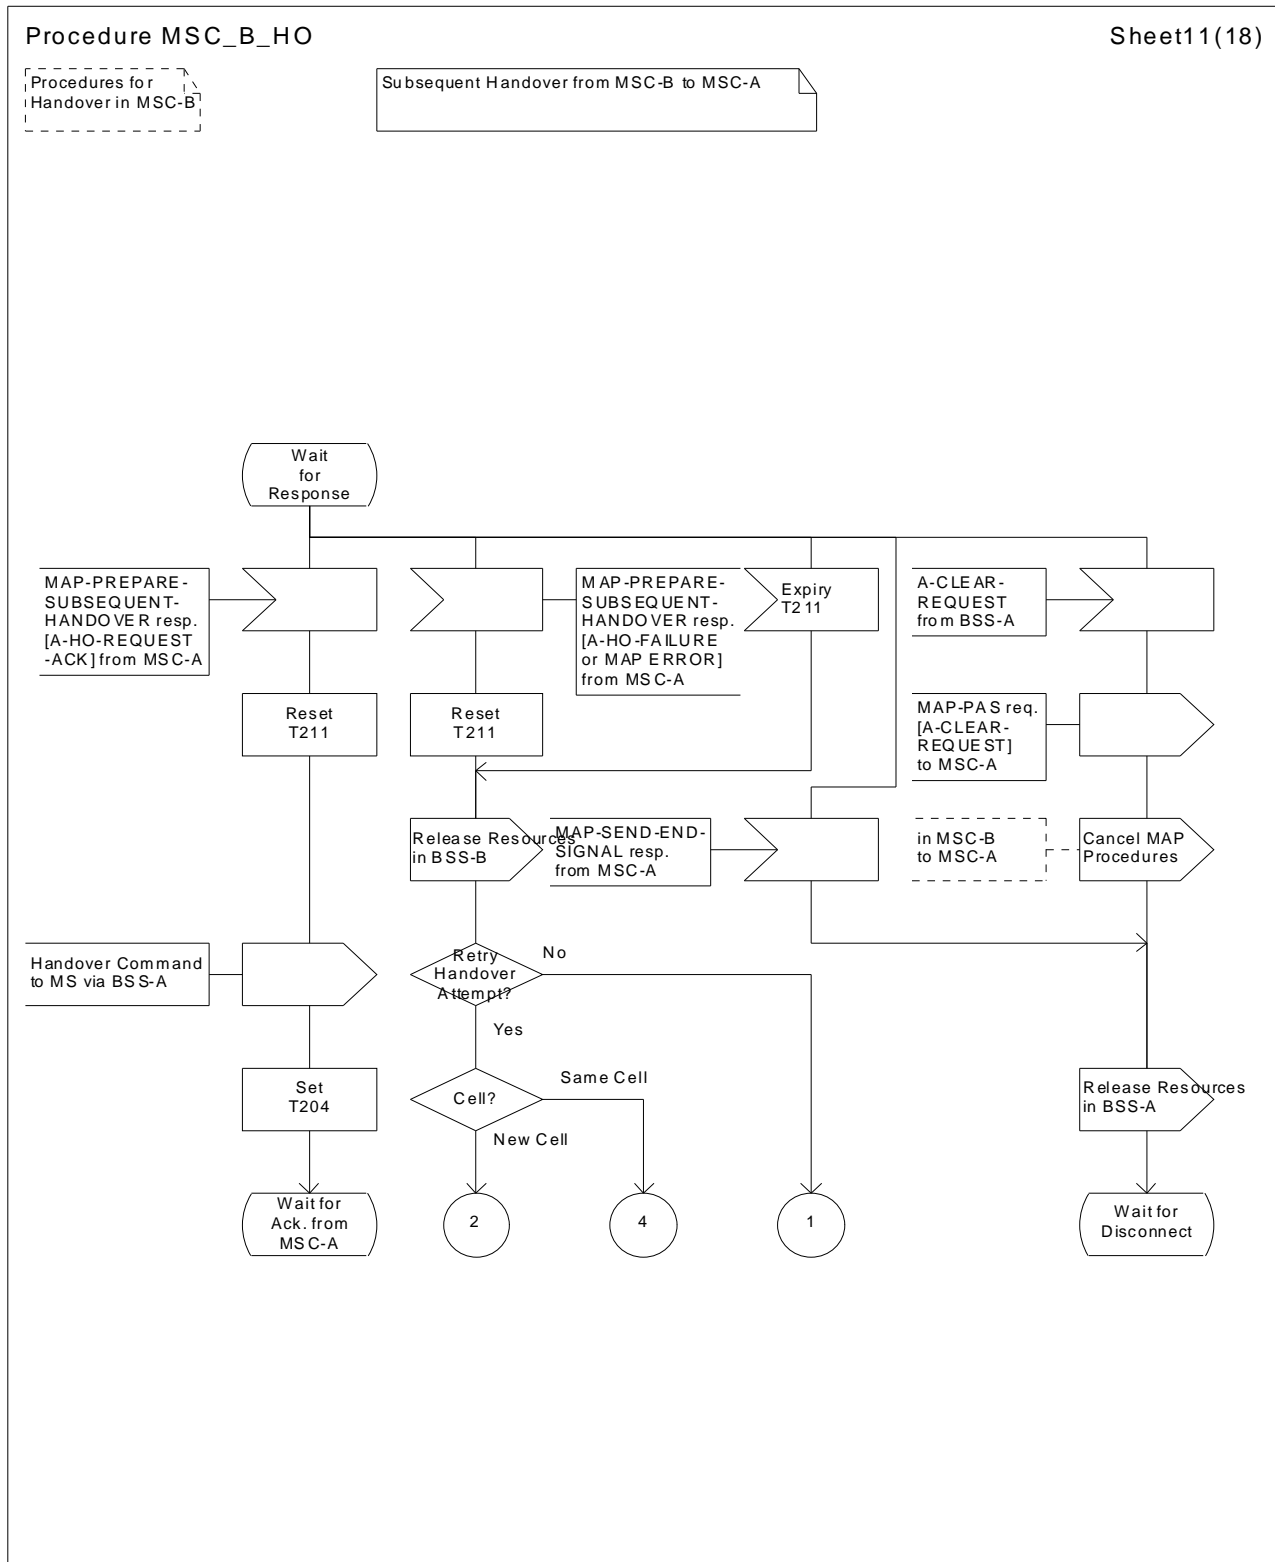 Procedure MSC_B_HO
Sheet11(18)
Procedures for
Handover in MSC-B
Subsequent Handover from MSC-B to MSC-A
Wait
for
Response
MAP-PREPARE-
SUBSEQUENT-
HANDOVER resp.
[A-HO-REQUEST
-ACK] from MSC-A
MAP-PREPARE-
SUBSEQUENT-
HANDOVER resp.
[A-HO-FAILURE
or MAP ERROR]
from MSC-A
Expiry
T211
A-CLEAR-
REQUEST
from BSS-A
Reset
T211
Reset
T211
MAP-PAS req.
[A-CLEAR-
REQUEST]
to MSC-A
Release Resources
in BSS-B
MAP-SEND-END-
SIGNAL resp.
from MSC-A
in MSC-B
to MSC-A
Cancel MAP
Procedures
Handover Command
to MS via BSS-A
Retry
Handover
Attempt?
No
Yes
Set
T204
Cell?
Same Cell
New Cell
Release Resources
in BSS-A
Wait for
Ack. from
MSC-A
2
4
1
Wait for
Disconnect